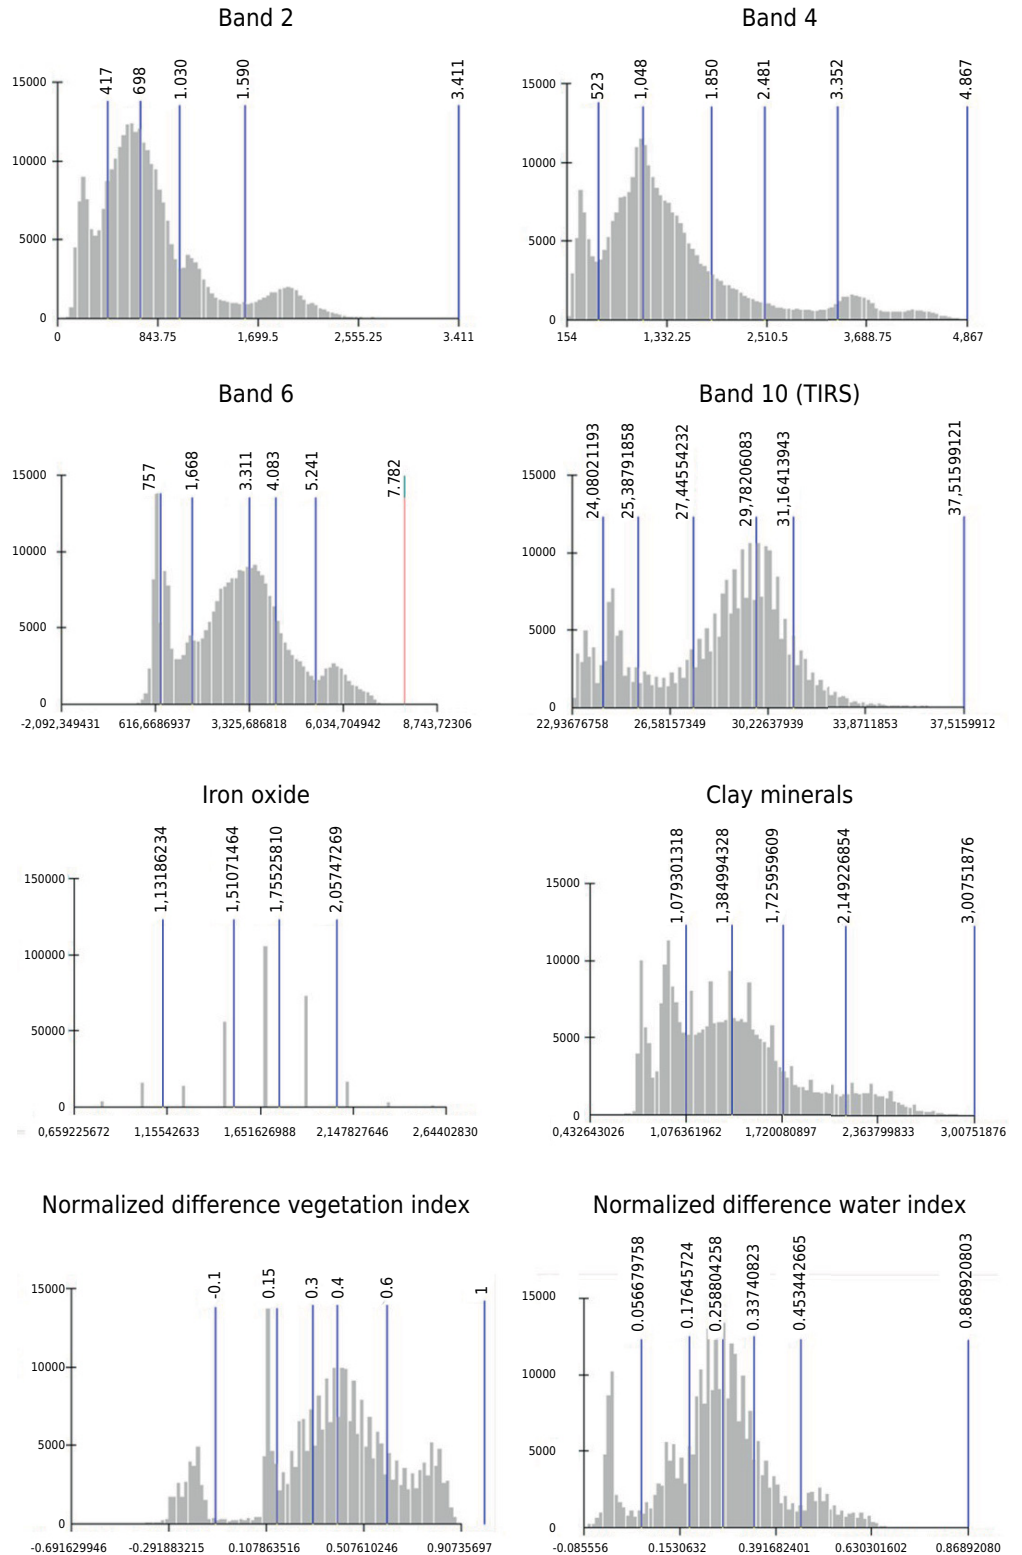 Band 2
417 698 1.030 1.590 3.411
15000
10000
5000
0
0 843.75 1,699.5 2,555.25 3.411
Band 4
523 1,048 1.850 2.481 3.352 4.867
15000
10000
5000
0
154 1,332.25 2,510.5 3,688.75 4,867
Band 6
757 1,668 3.311 4.083 5.241 7.782
15000
10000
5000
0
-2,092,349431 616,6686937 3,325,686818 6,034,704942 8,743,72306
Band 10 (TIRS)
24,08021193 25,38791858 27,44554232 29,78206083 31,16413943 37,51599121
15000
10000
5000
0
22,93676758 26,58157349 30,22637939 33,8711853 37,5159912
Iron oxide
1,13186234 1,51071464 1,75525810 2,05747269
150000
100000
50000
0
0,659225672 1,15542633 1,651626988 2,147827646 2,64402830
Clay minerals
1,079301318 1,384994328 1,72595609 2,149226854 3,00751876
15000
10000
5000
0
0,432643026 1,076361962 1,720080897 2,363799833 3,00751876
Normalized difference vegetation index
-0.1 0.15 0.3 0.4 0.6 1
15000
10000
5000
0
-0.691629946 -0.291883215 0.107863516 0.507610246 0.90735697
Normalized difference water index
0.056679758 0.17645724 0.258804258 0.33740823 0.453442665 0.868920803
15000
10000
5000
0
-0.085556 0.1530632 0.391682401 0.630301602 0.86892080